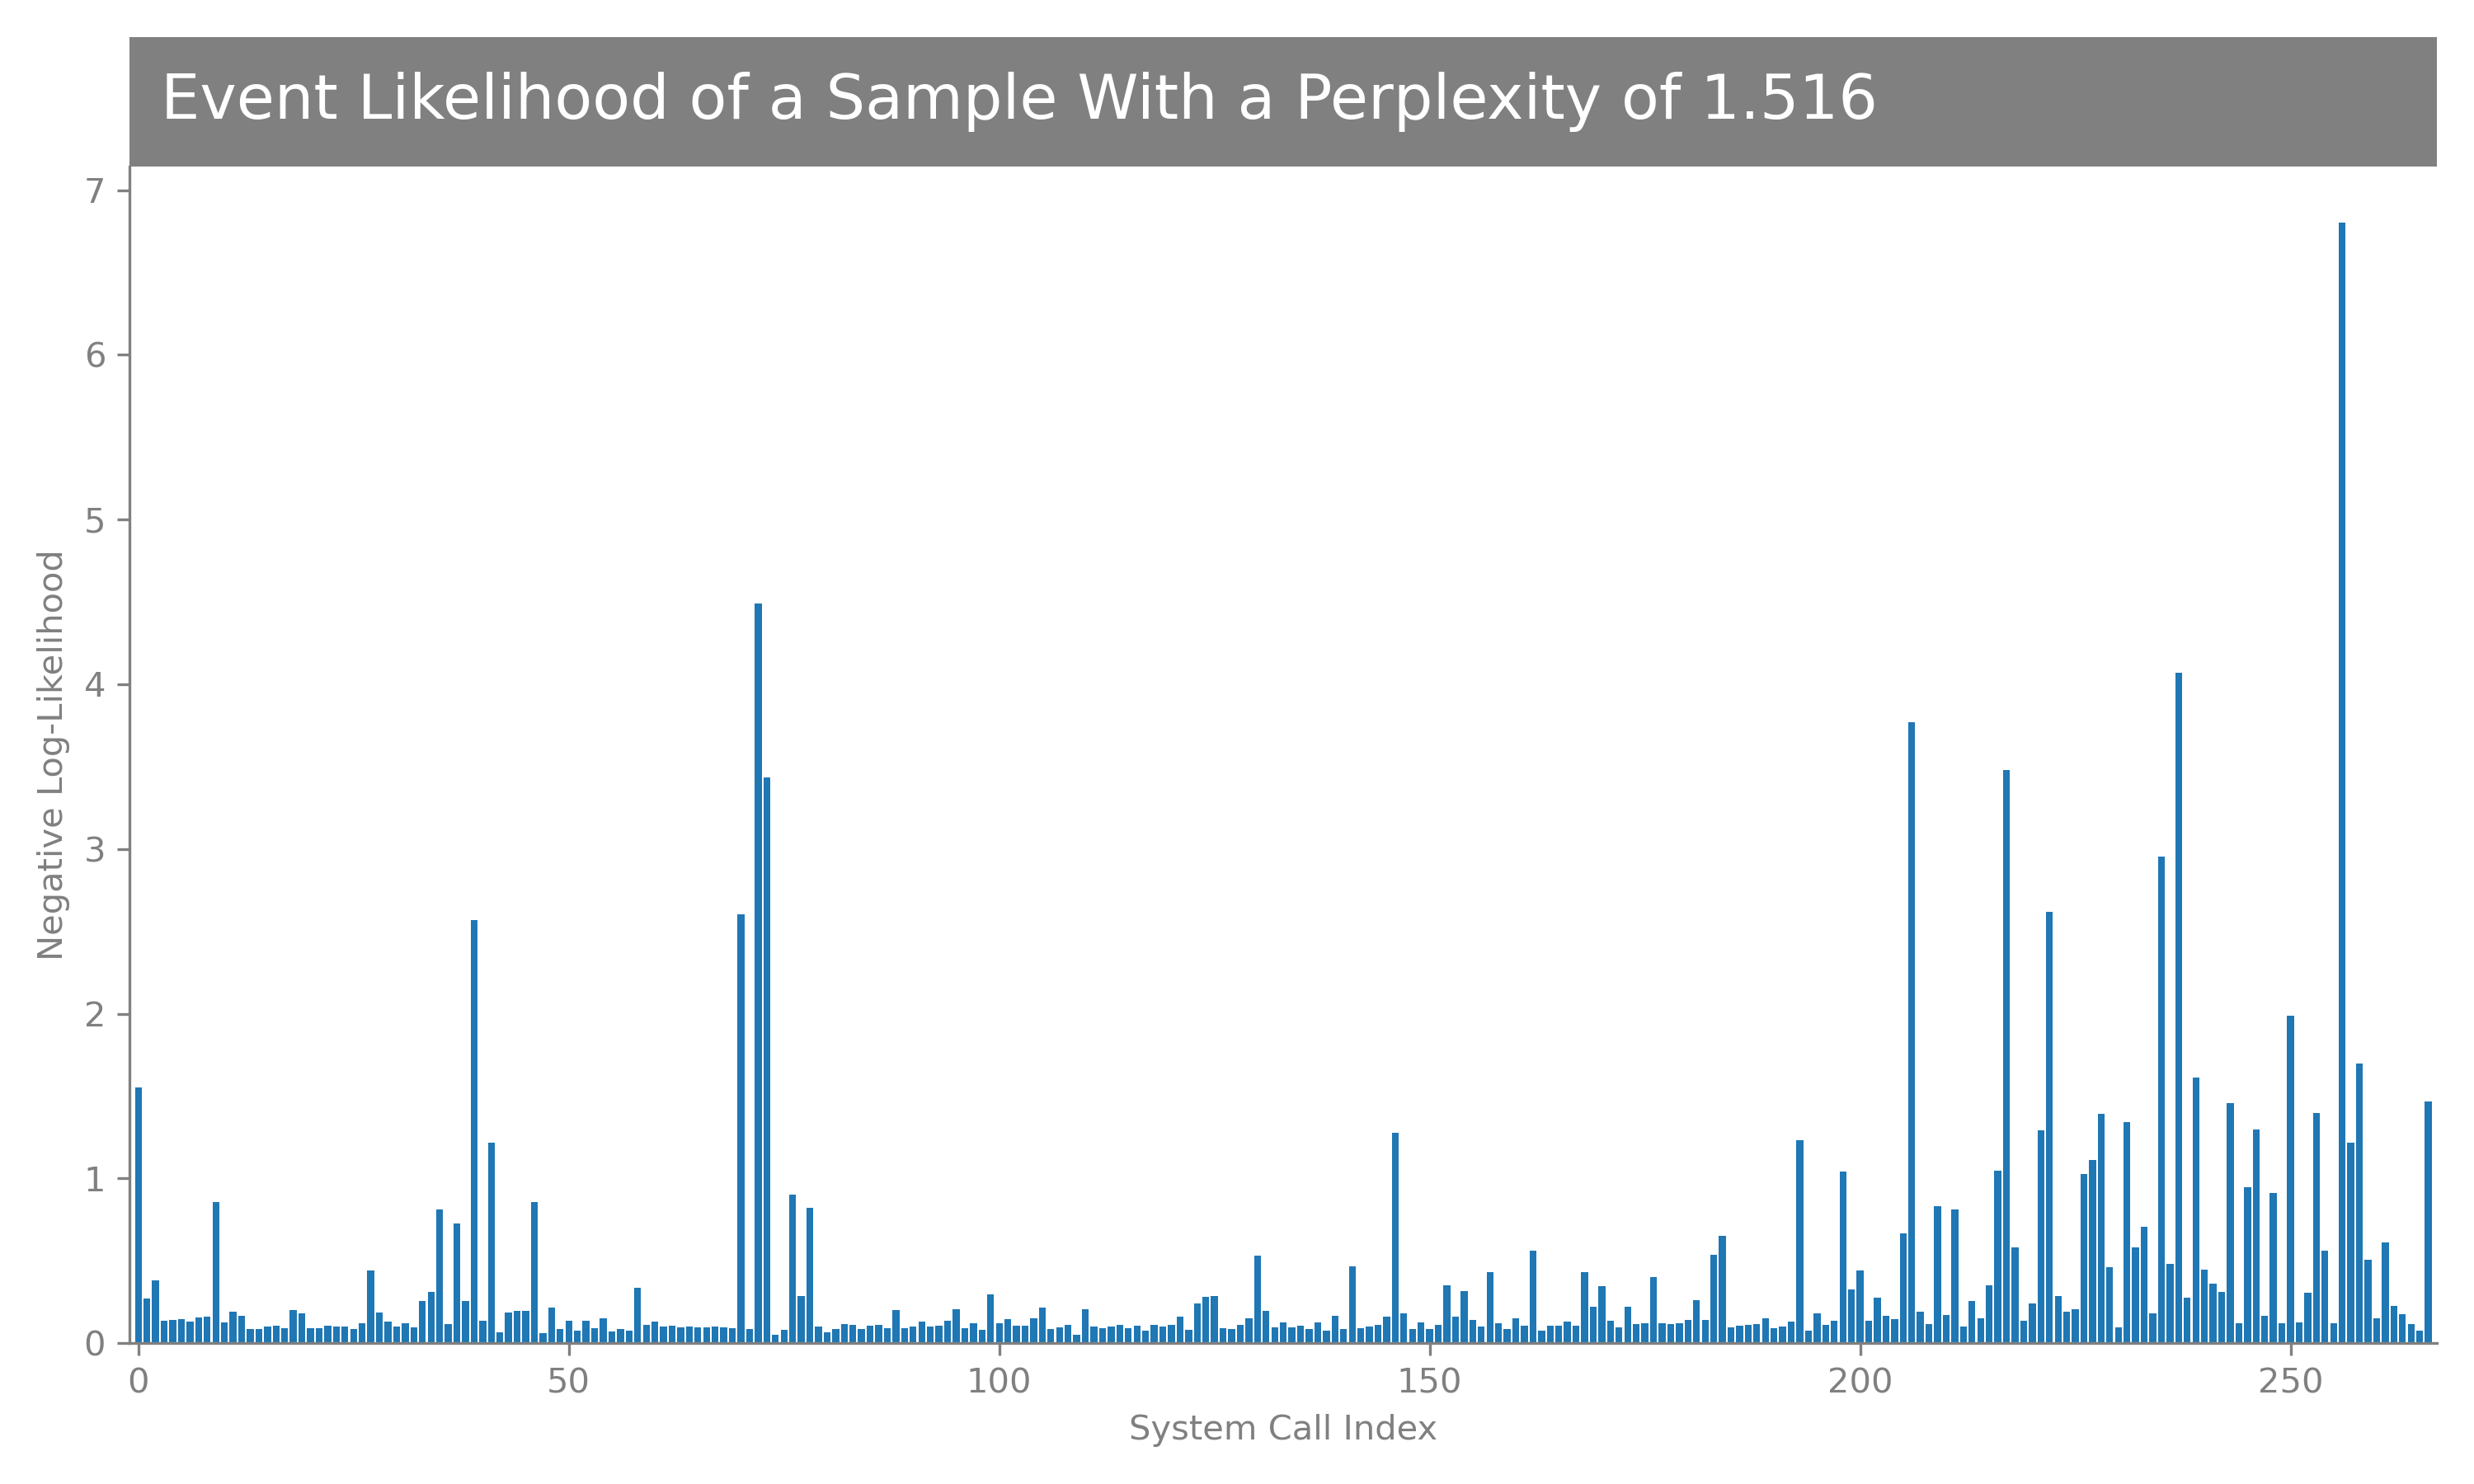 Event Likelihood of a Sample With a Perplexity of 1.516
7
6
5
4
3
2
1
0
Negative Log-Likelihood
0 50 100 150 200 250
System Call Index